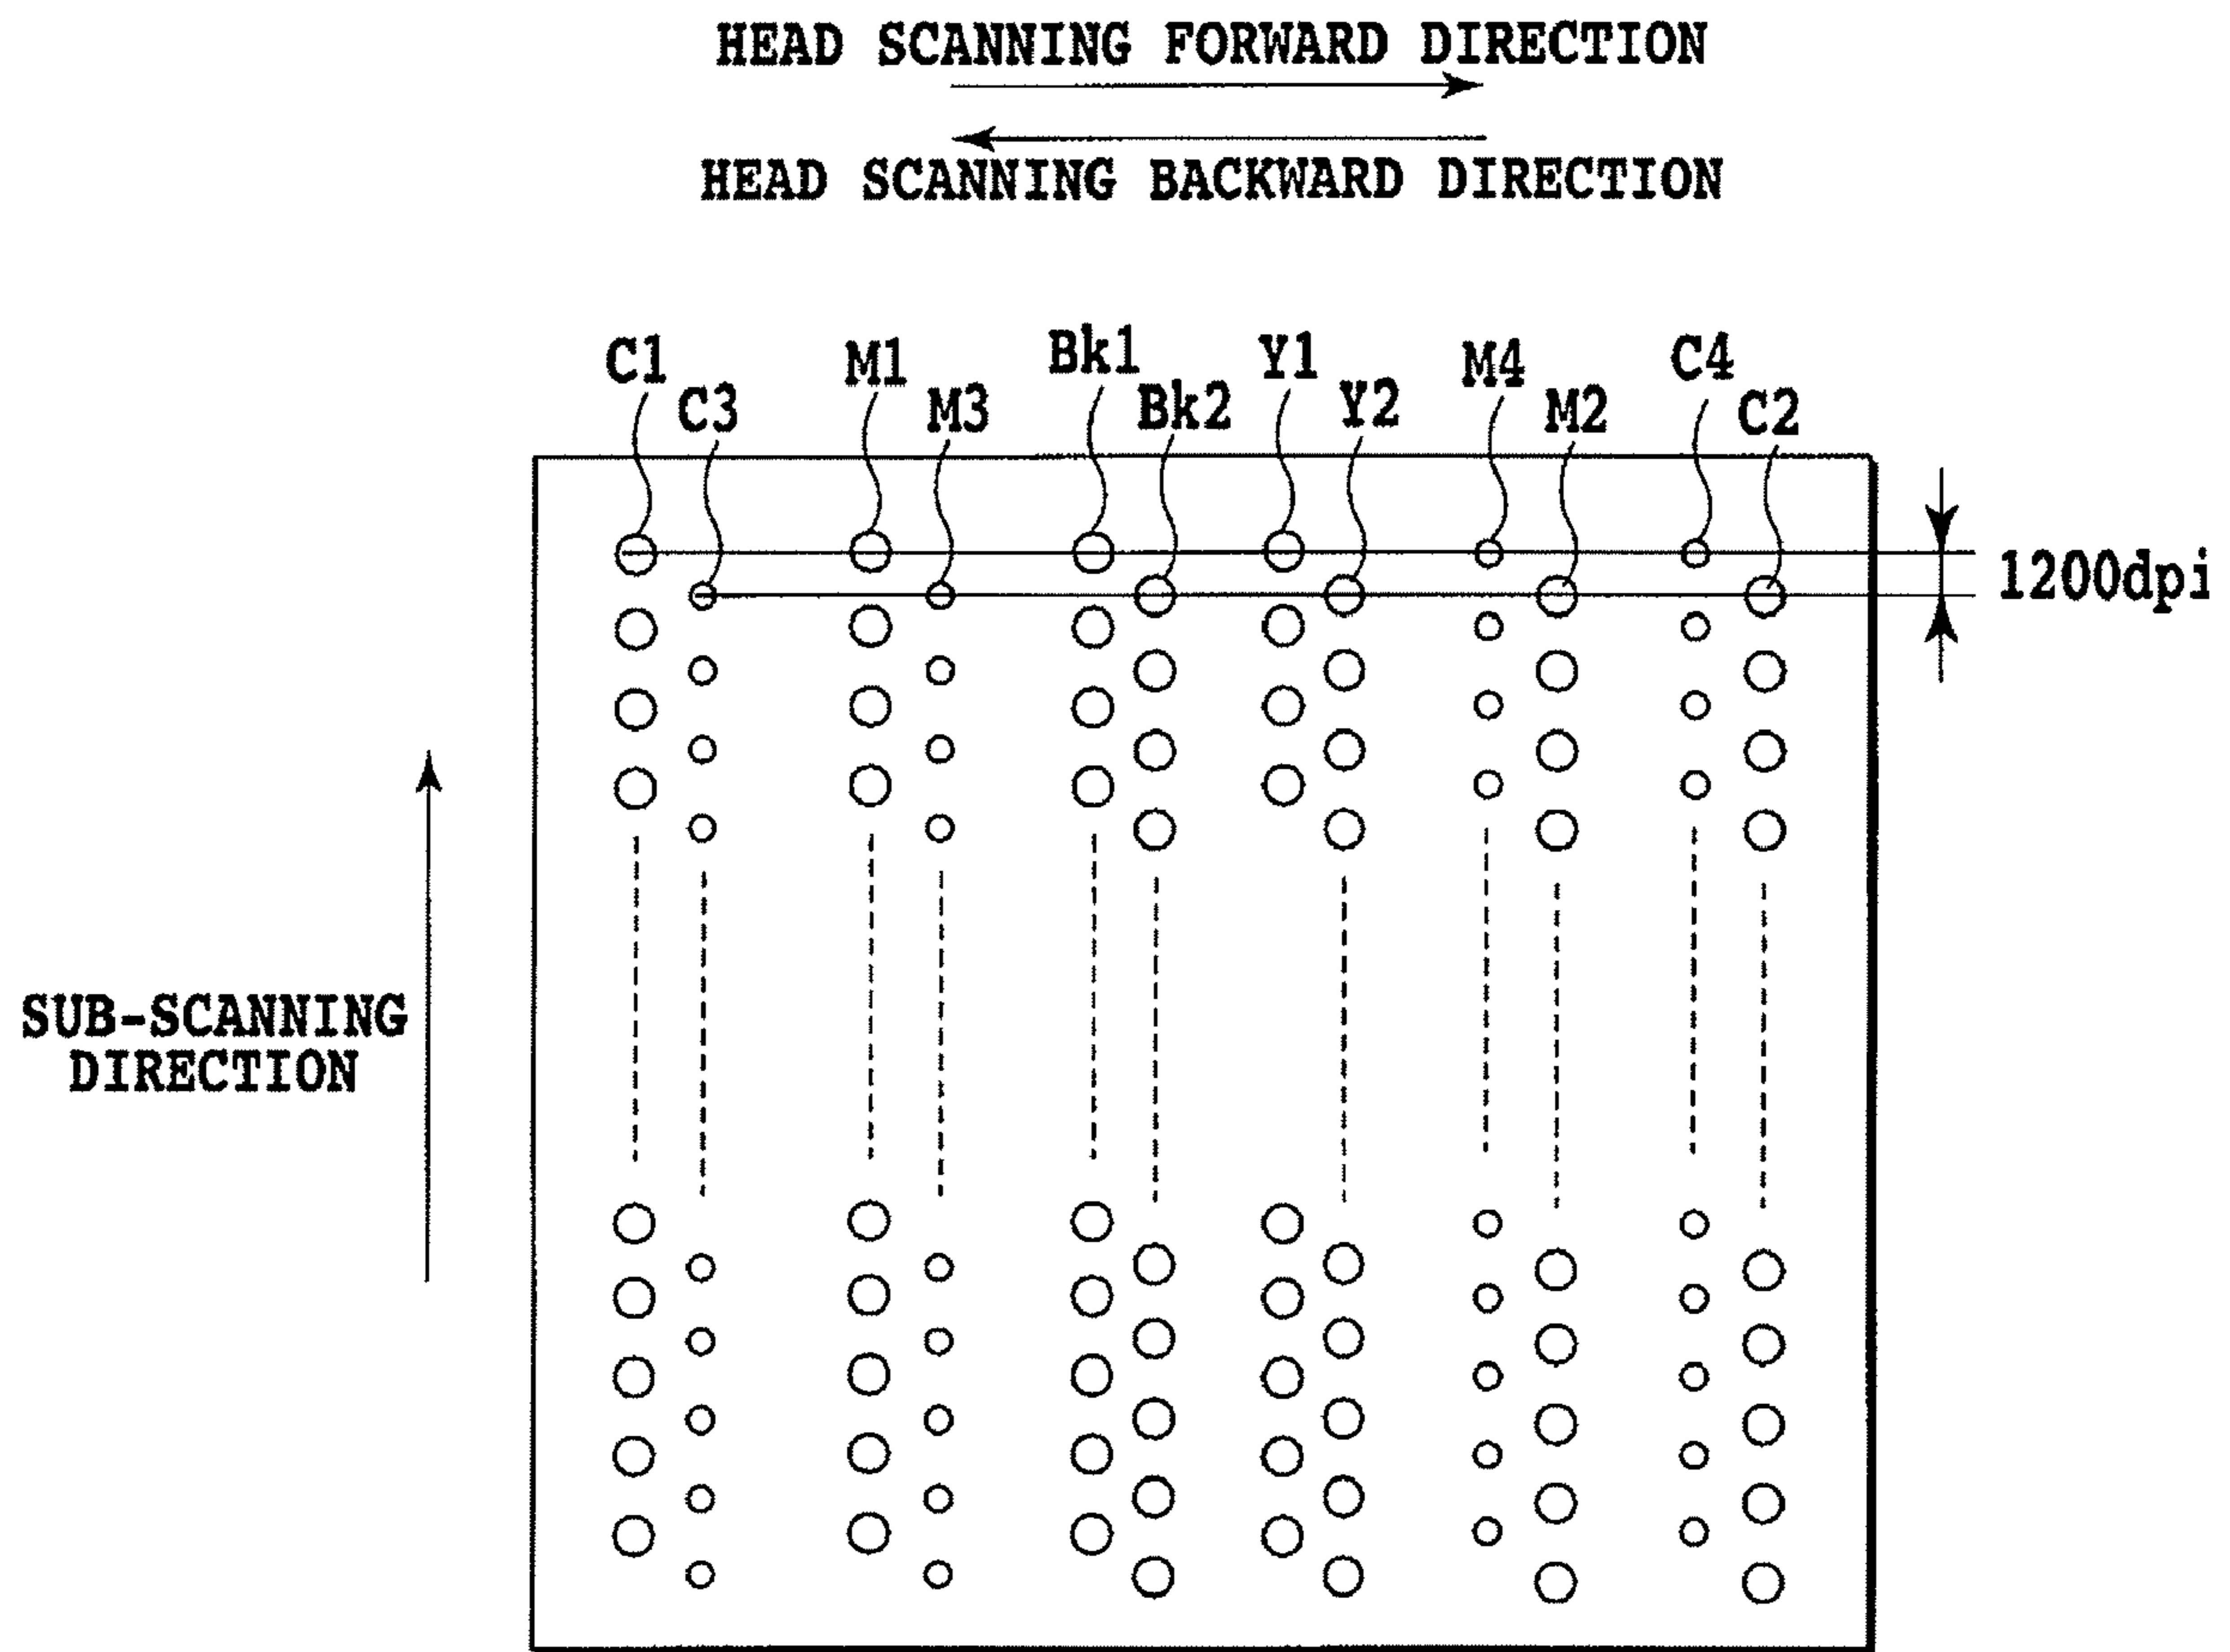 HEAD SCANNING FORWARD DIRECTION
HEAD SCANNING BACKWARD DIRECTION
C1
C3
M1
M3
Bk1
Bk2
Y1
Y2
M4
M2
C4
C2
1200dpi
SUB-SCANNING
DIRECTION